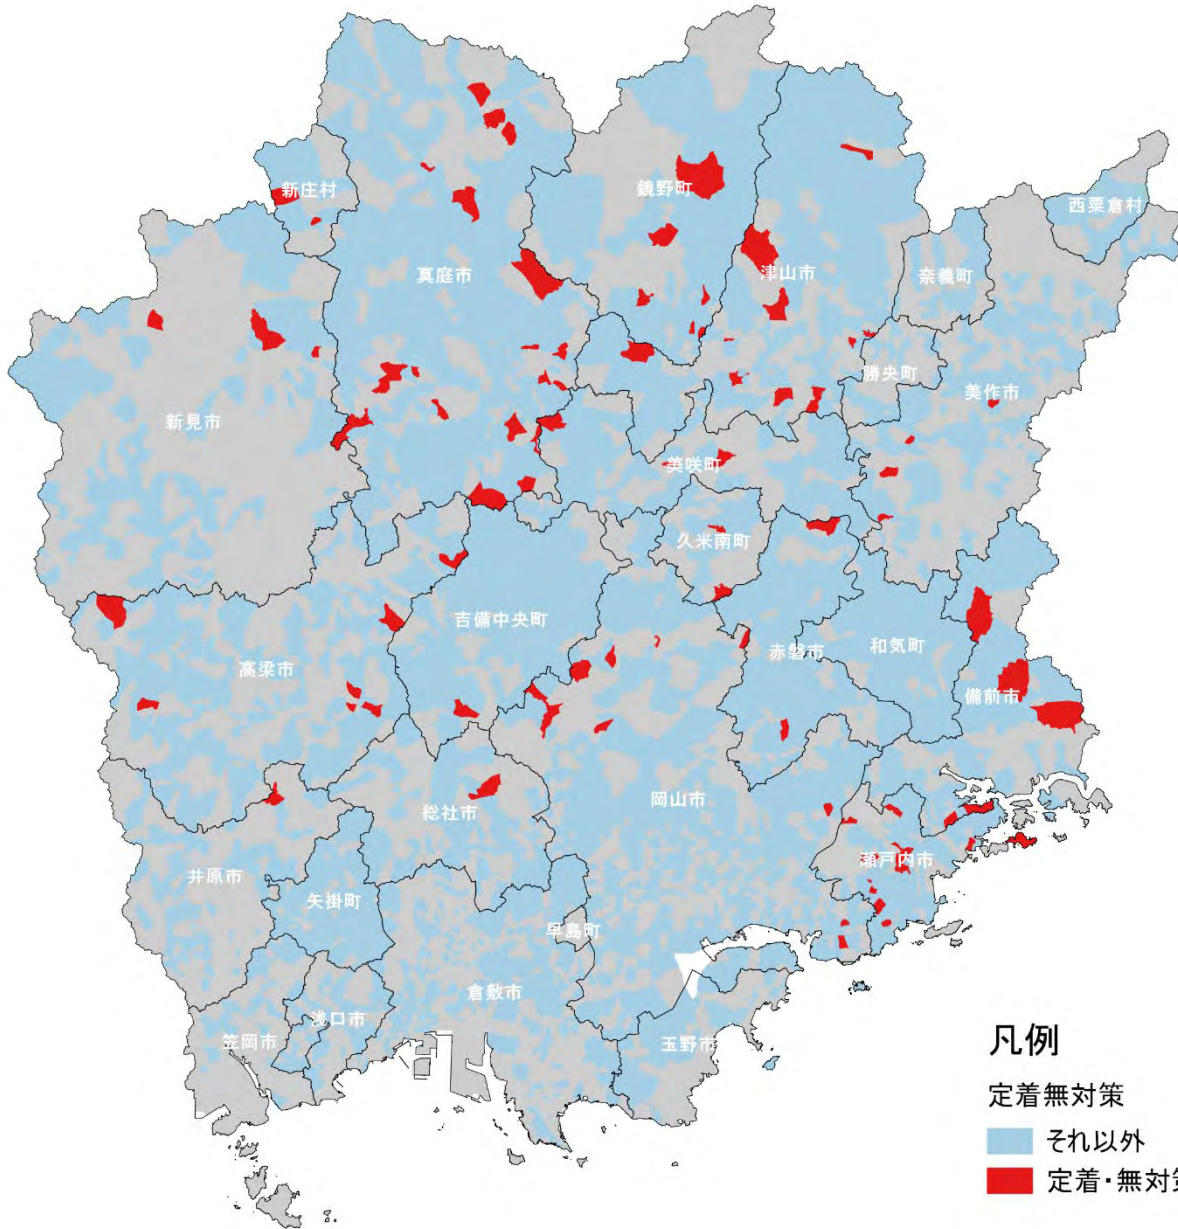 新庄村
鏡野町
西粟倉村
真庭市
津山市
奈義町
勝央町
美作市
新見市
美咲町
久米南町
吉備中央町
高梁市
赤磐市
和気町
備前市
岡山市
総社市
瀬戸内市
井原市
矢掛町
早島町
倉敷市
浅口市
笠岡市
玉野市
凡例
定着無対策
それ以外
定着・無対策